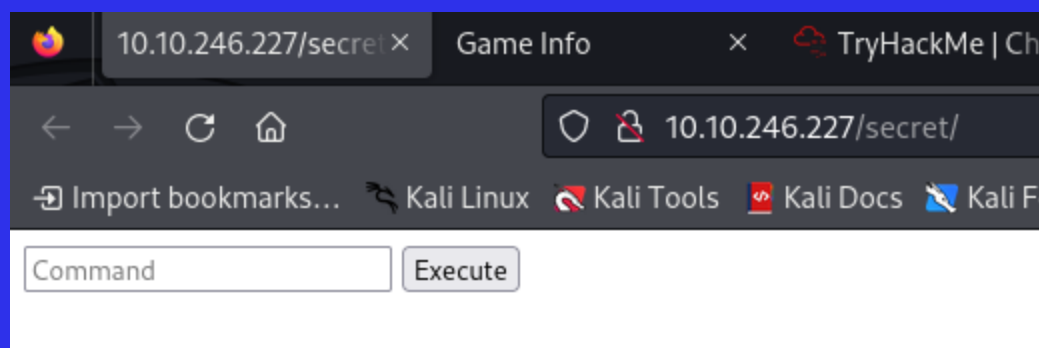 10.10.246.227/secret Game Info TryHackMe | Ch
10.10.246.227/secret/
Import bookmarks... Kali Linux Kali Tools Kali Docs Kali F
Command Execute